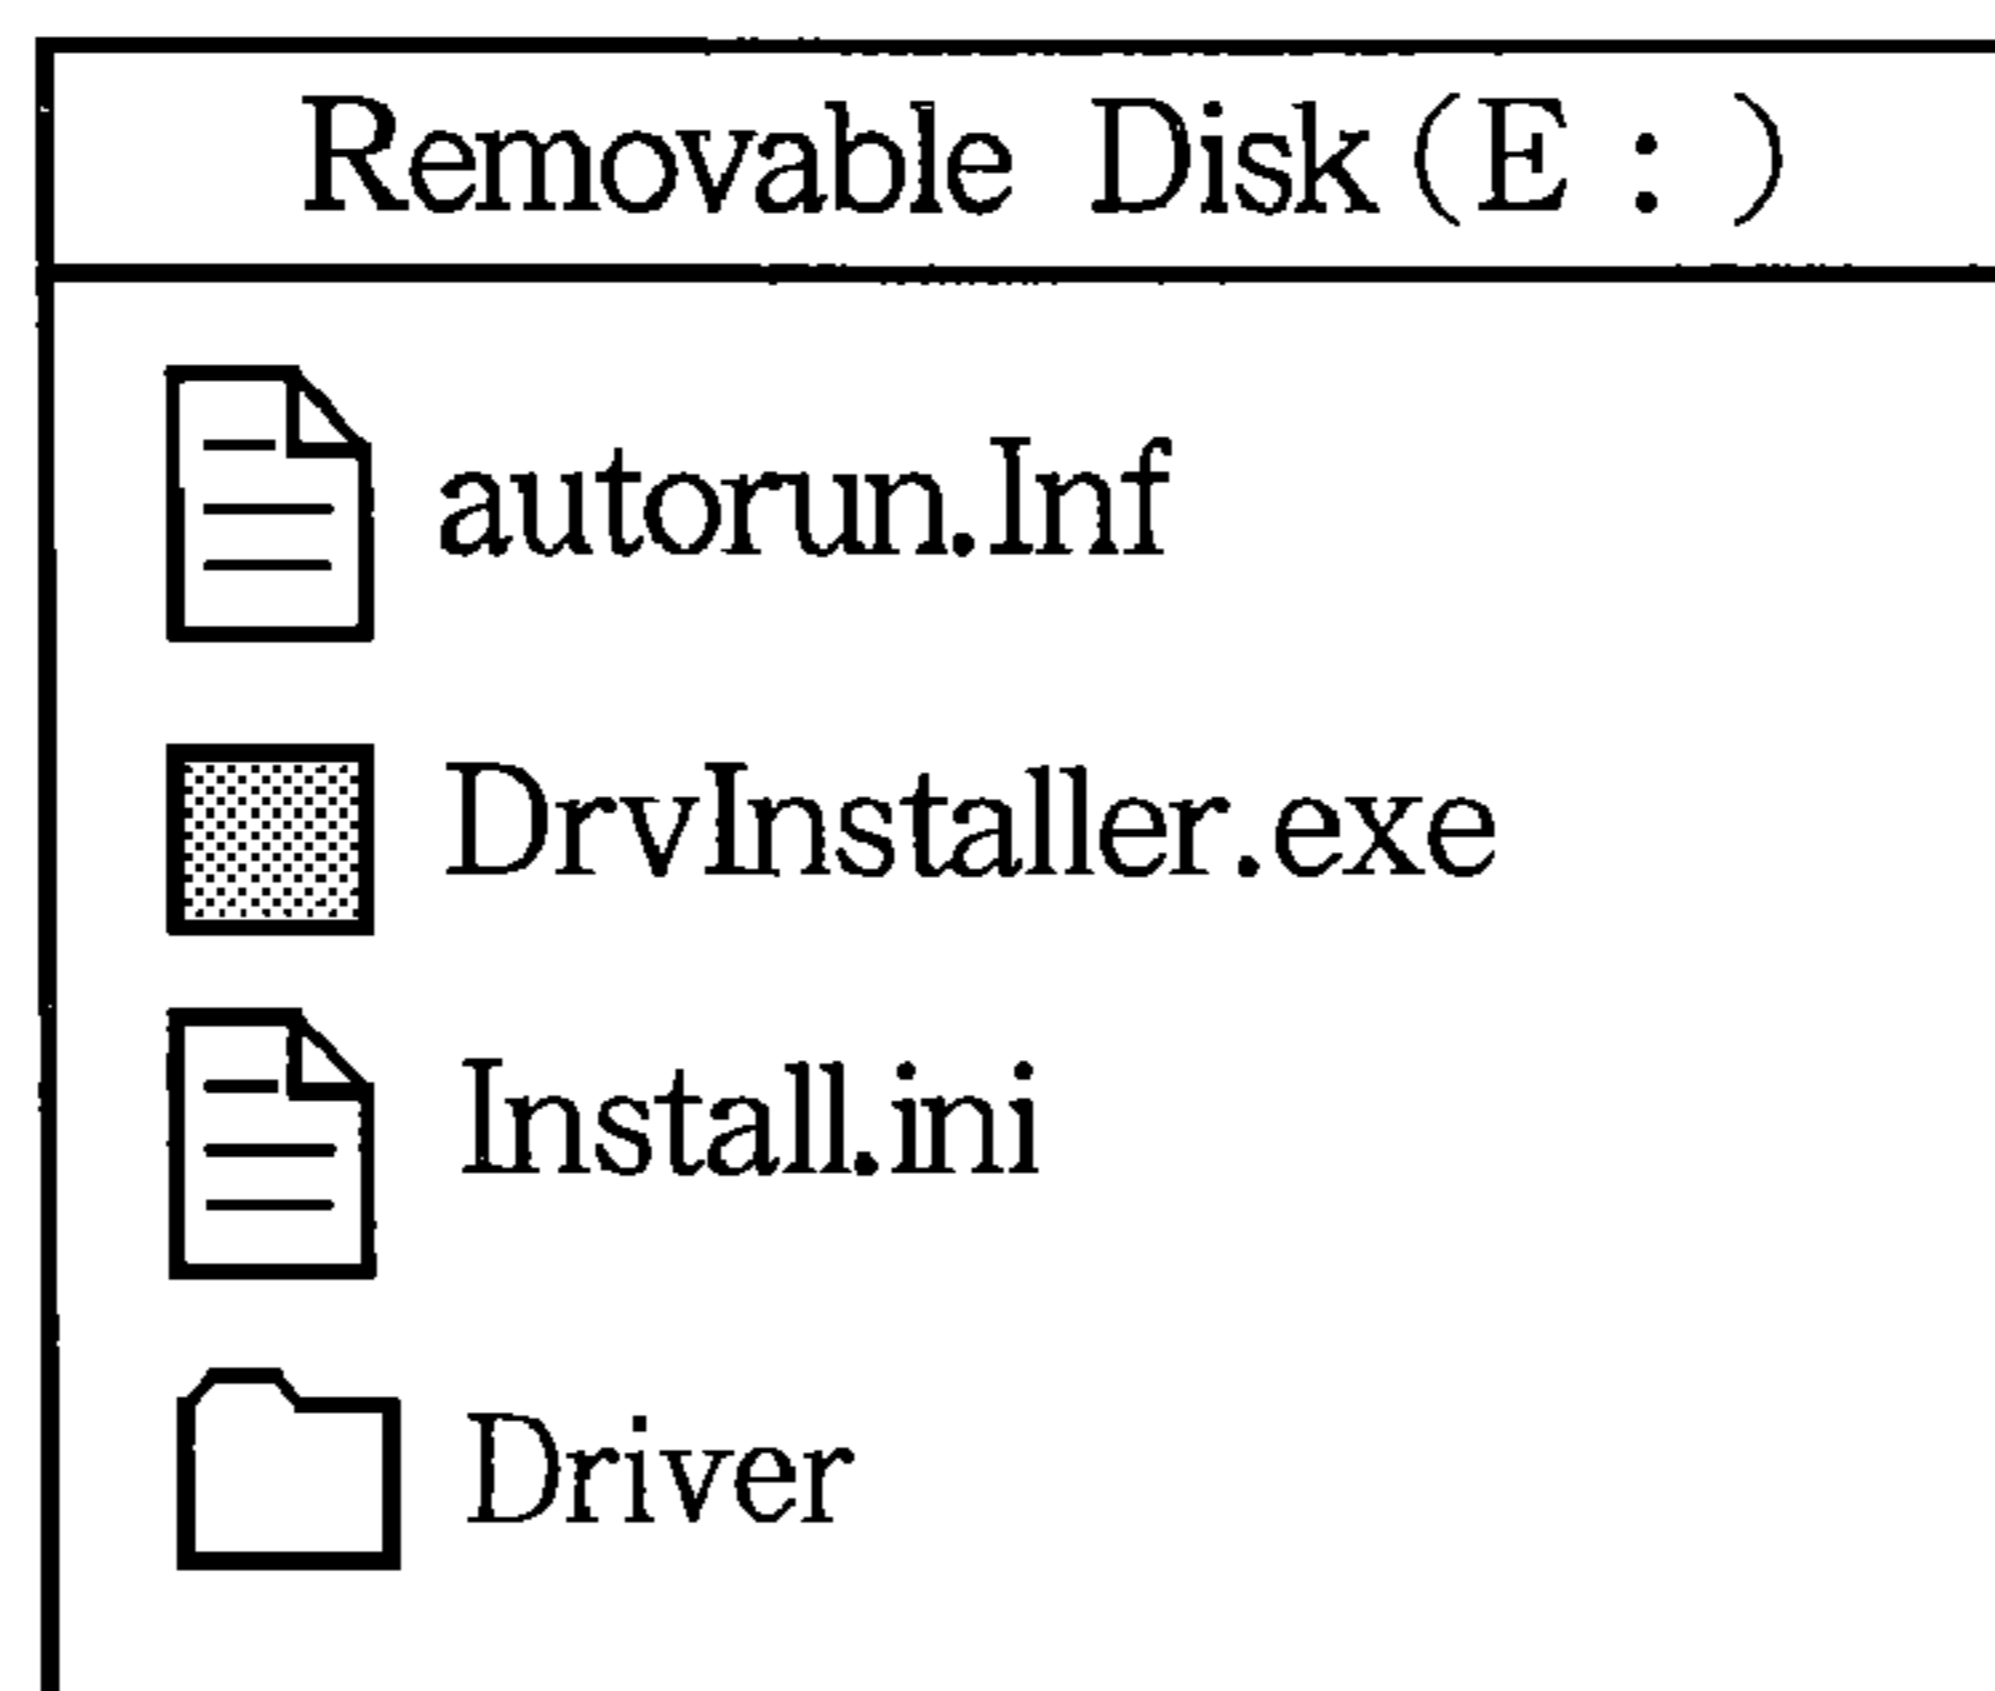 Removable Disk (E : )
autorun.Inf
DrvInstaller.exe
Install.ini
Driver